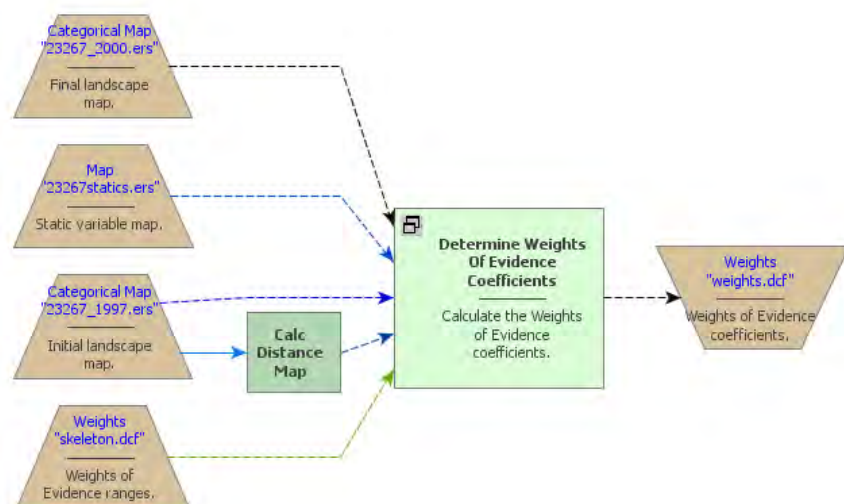 Categorical Map
"23267_2000.ers"
Final landscape
map.
Map
"23267statics.ers"
Static variable map.
Categorical Map
"23267_1997.ers"
Initial landscape
map.
Weights
"skeleton.dcf"
Weights of
Evidence ranges.
Calc
Distance
Map
Determine Weights
Of Evidence
Coefficients
Calculate the Weights
of Evidence
coefficients.
Weights
"weights.dcf"
Weights of Evidence
coefficients.